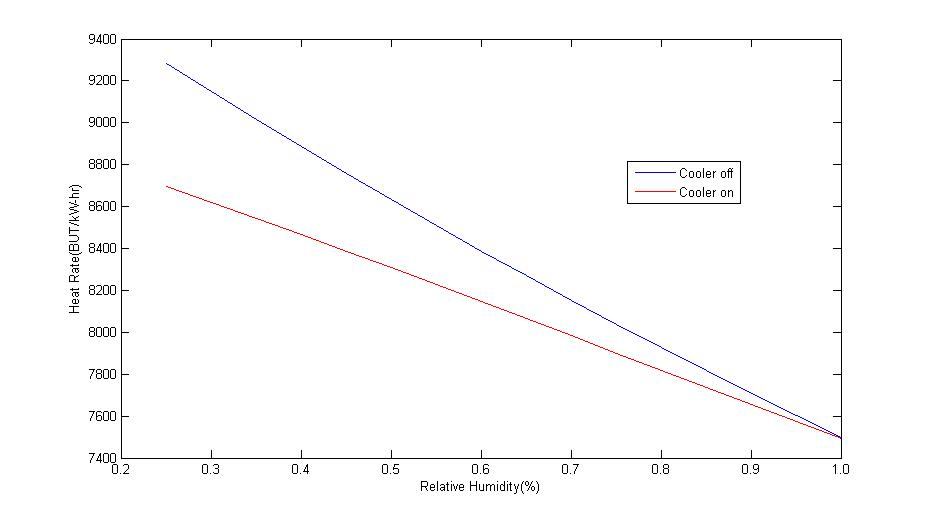 9400
9200
9000
8800
8600
8400
8200
8000
7800
7600
7400
Heat Rate(BUT/kW-hr)
Cooler off
Cooler on
0.2 0.3 0.4 0.5 0.6 0.7 0.8 0.9 1.0
Relative Humidity(%)